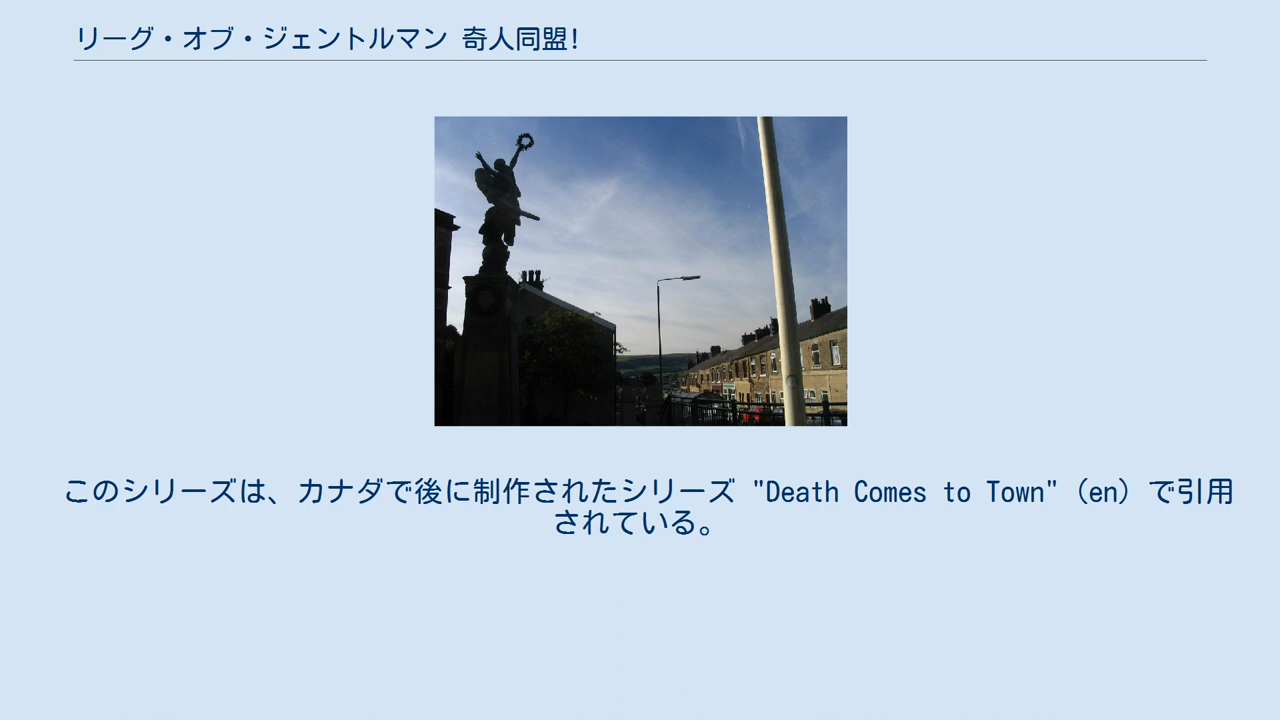 リーグ・オブ・ジェントルマン 奇人同盟!
このシリーズは、カナダで後に制作されたシリーズ "Death Comes to Town" (en) で引用
されている。